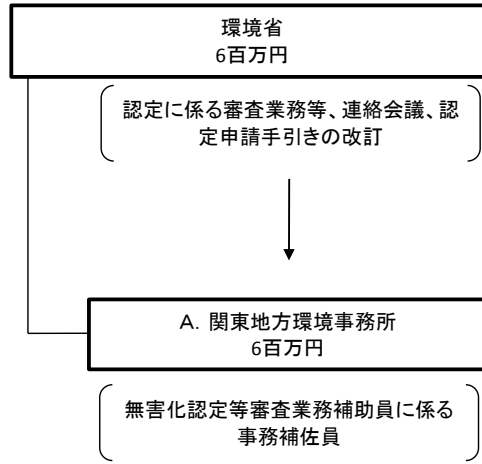 環境省
6百万円
認定に係る審査業務等、連絡会議、認
定申請手引きの改訂
A. 関東地方環境事務所
6百万円
無害化認定等審査業務補助員に係る
事務補佐員